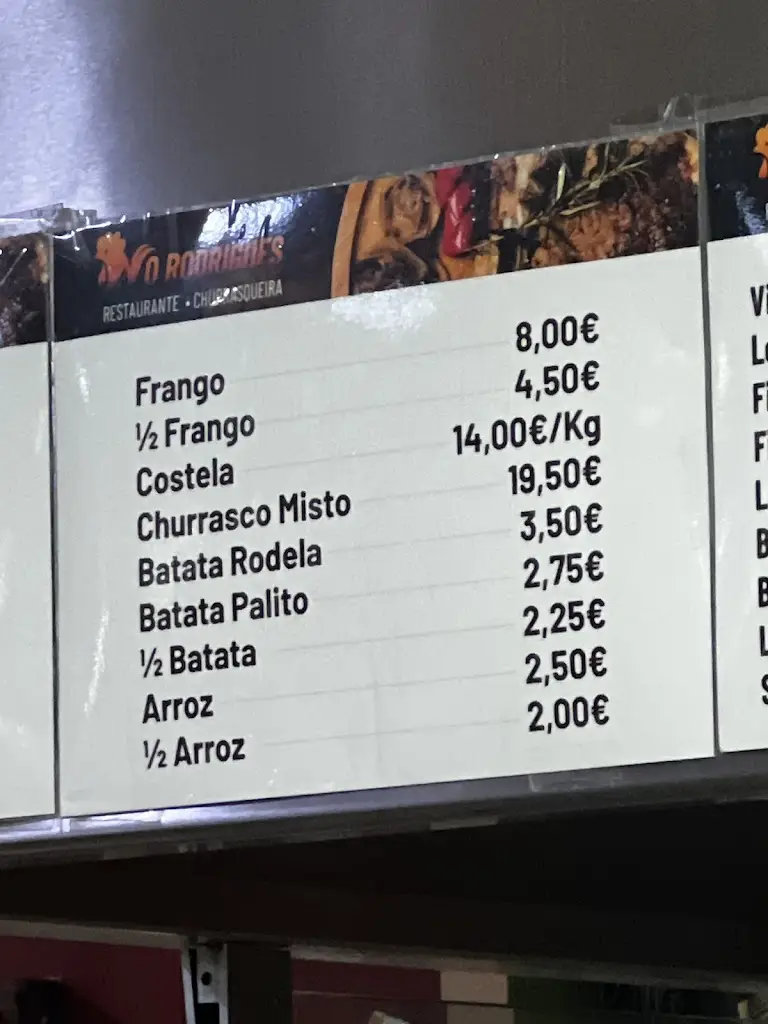 O RODRIGUES
RESTAURANTE • CHURRASQUEIRA
Frango 8,00€
½ Frango 4,50€
Costela 14,00€/Kg
Churrasco Misto 19,50€
Batata Rodela 3,50€
Batata Palito 2,75€
½ Batata 2,25€
Arroz 2,50€
½ Arroz 2,00€